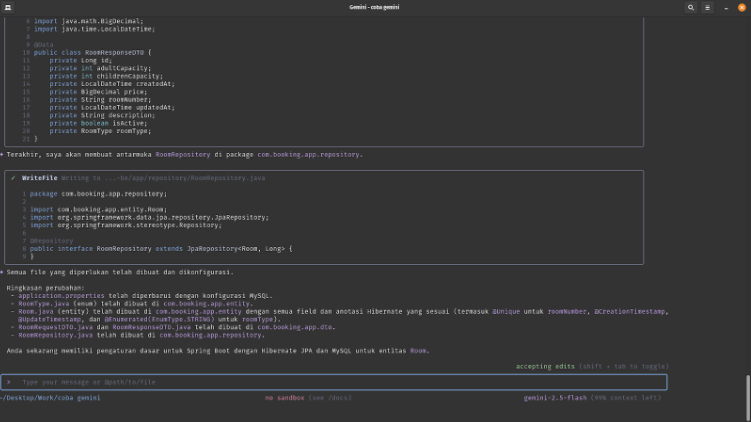 Gemini - coba gemini
6 import java.math.BigDecimal;
7 import java.time.LocalDateTime;
8
9 @Data
10 public class RoomResponseDTO {
11 private Long id;
12 private int adultCapacity;
13 private int childrenCapacity;
14 private LocalDateTime createdAt;
15 private BigDecimal price;
16 private String roomNumber;
17 private LocalDateTime updatedAt;
18 private String description;
19 private boolean isActive;
20 private RoomType roomType;
21 }
Terakhir, saya akan membuat antarmuka RoomRepository di package com.booking.app.repository.
✔ WriteFile Writing to ...-be/app/repository/RoomRepository.java
1 package com.booking.app.repository;
2
3 import com.booking.app.entity.Room;
4 import org.springframework.data.jpa.repository.JpaRepository;
5 import org.springframework.stereotype.Repository;
6
7 @Repository
8 public interface RoomRepository extends JpaRepository<Room, Long> {
9 }
Semua file yang diperlukan telah dibuat dan dikonfigurasi.
Ringkasan perubahan:
- application.properties telah diperbarui dengan konfigurasi MySQL.
- RoomType.java (enum) telah dibuat di com.booking.app.entity.
- Room.java (entity) telah dibuat di com.booking.app.entity dengan semua field dan anotasi Hibernate yang sesuai (termasuk @Unique untuk roomNumber, @CreationTimestamp,
@UpdateTimestamp, dan @Enumerated(EnumType.STRING) untuk roomType).
- RoomRequestDTO.java dan RoomResponseDTO.java telah dibuat di com.booking.app.dto.
- RoomRepository.java telah dibuat di com.booking.app.repository.
Anda sekarang memiliki pengaturan dasar untuk Spring Boot dengan Hibernate JPA dan MySQL untuk entitas Room.
accepting edits (shift + tab to toggle)
> Type your message or @path/to/file
~/Desktop/Work/coba gemini no sandbox (see /docs) gemini-2.5-flash (99% context left)